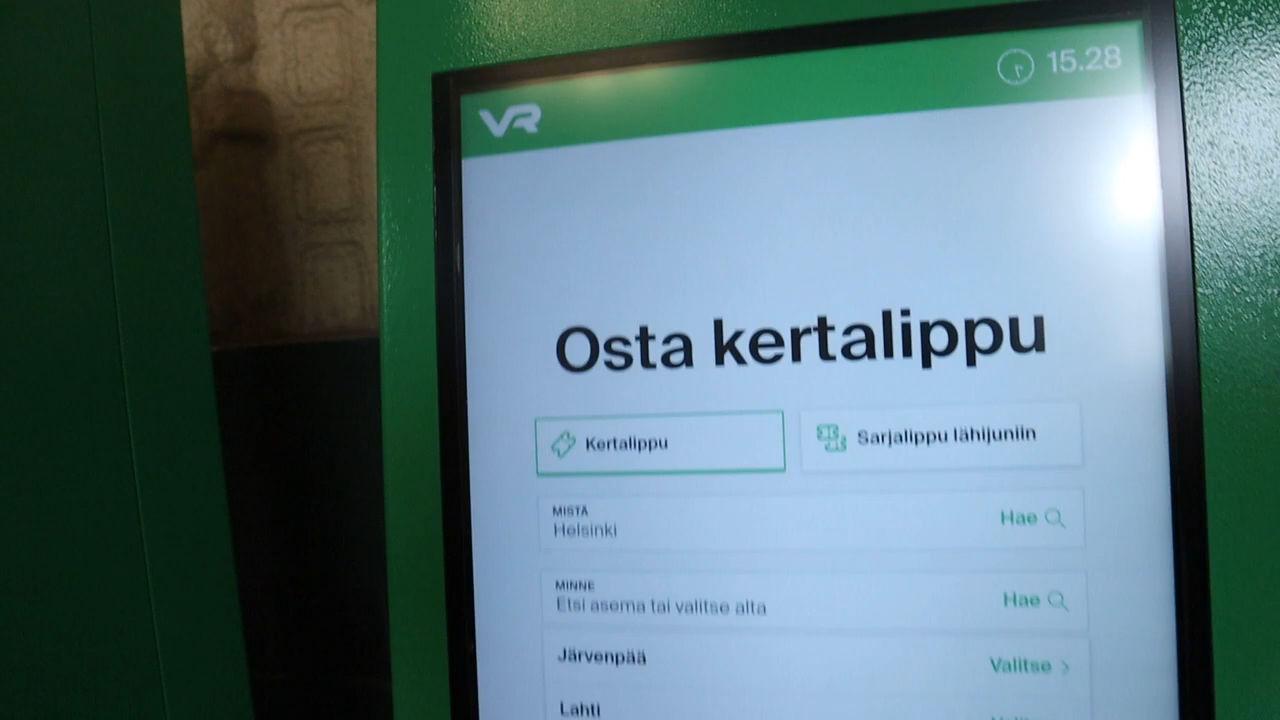 VR
15.28
Osta kertalippu
Kertalippu
Sarjalippu lähijuniin
MISTÄ
Helsinki
Hae
MINNE
Etsi asema tai valitse alta
Hae
Järvenpää
Valitse
Lahti